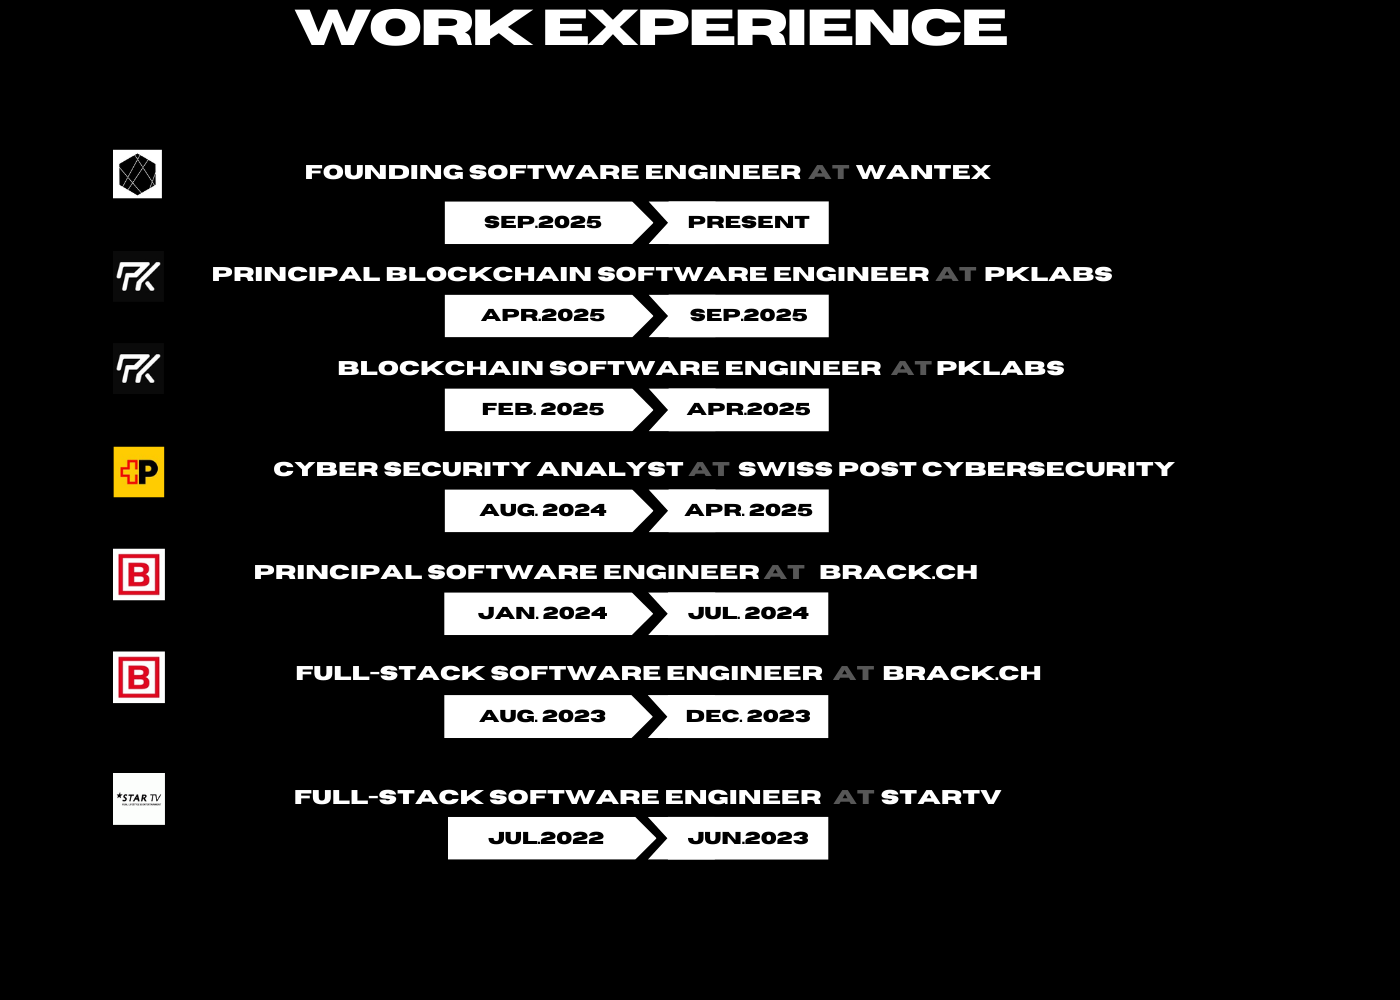 WORK EXPERIENCE
FOUNDING SOFTWARE ENGINEER AT WANTEX
SEP.2025 PRESENT
PK
PRINCIPAL BLOCKCHAIN SOFTWARE ENGINEER AT PKLABS
APR.2025 SEP.2025
PK
BLOCKCHAIN SOFTWARE ENGINEER AT PKLABS
FEB. 2025 APR.2025
P
CYBER SECURITY ANALYST AT SWISS POST CYBERSECURITY
AUG. 2024 APR. 2025
B
PRINCIPAL SOFTWARE ENGINEER AT BRACK.CH
JAN. 2024 JUL. 2024
B
FULL-STACK SOFTWARE ENGINEER AT BRACK.CH
AUG. 2023 DEC. 2023
★STAR TV
FULL-STACK SOFTWARE ENGINEER AT STARTV
JUL.2022 JUN.2023